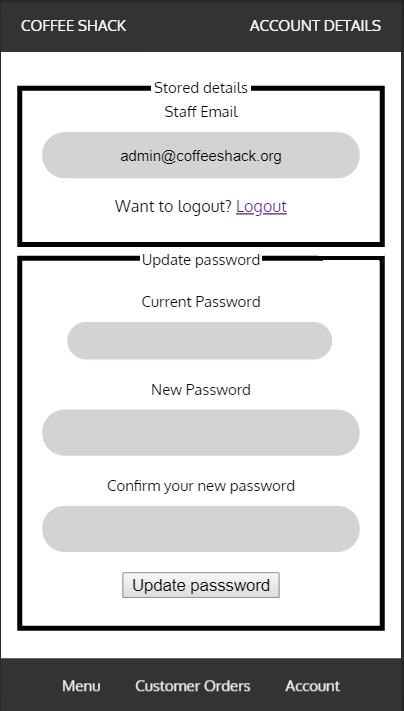 COFFEE SHACK ACCOUNT DETAILS
Stored details
Staff Email
admin@coffeeshack.org
Want to logout? Logout
Update password
Current Password
New Password
Confirm your new password
Update passsword
Menu Customer Orders Account